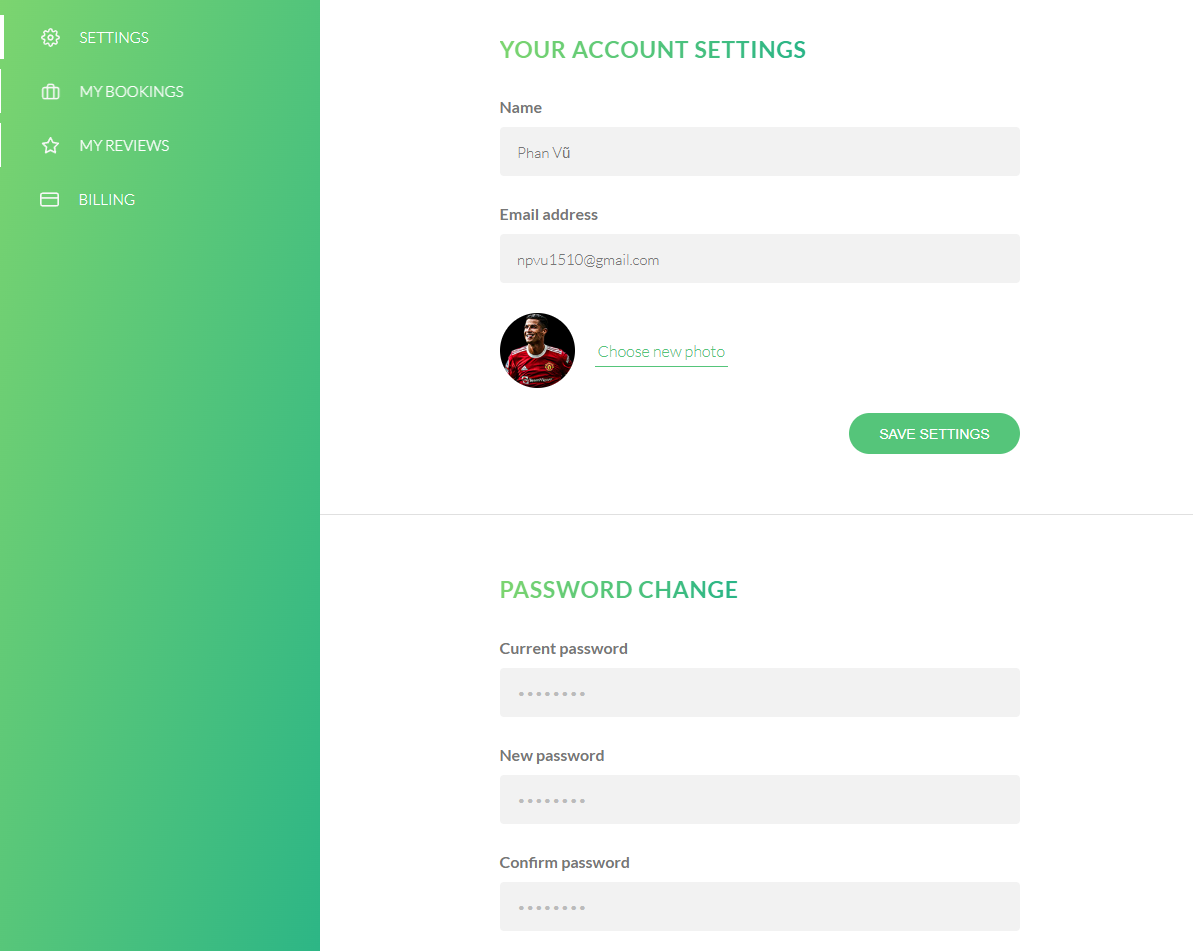 SETTINGS
MY BOOKINGS
MY REVIEWS
BILLING
YOUR ACCOUNT SETTINGS
Name
Phan Vũ
Email address
npvu1510@gmail.com
Choose new photo
SAVE SETTINGS
PASSWORD CHANGE
Current password
••••••••
New password
••••••••
Confirm password
••••••••